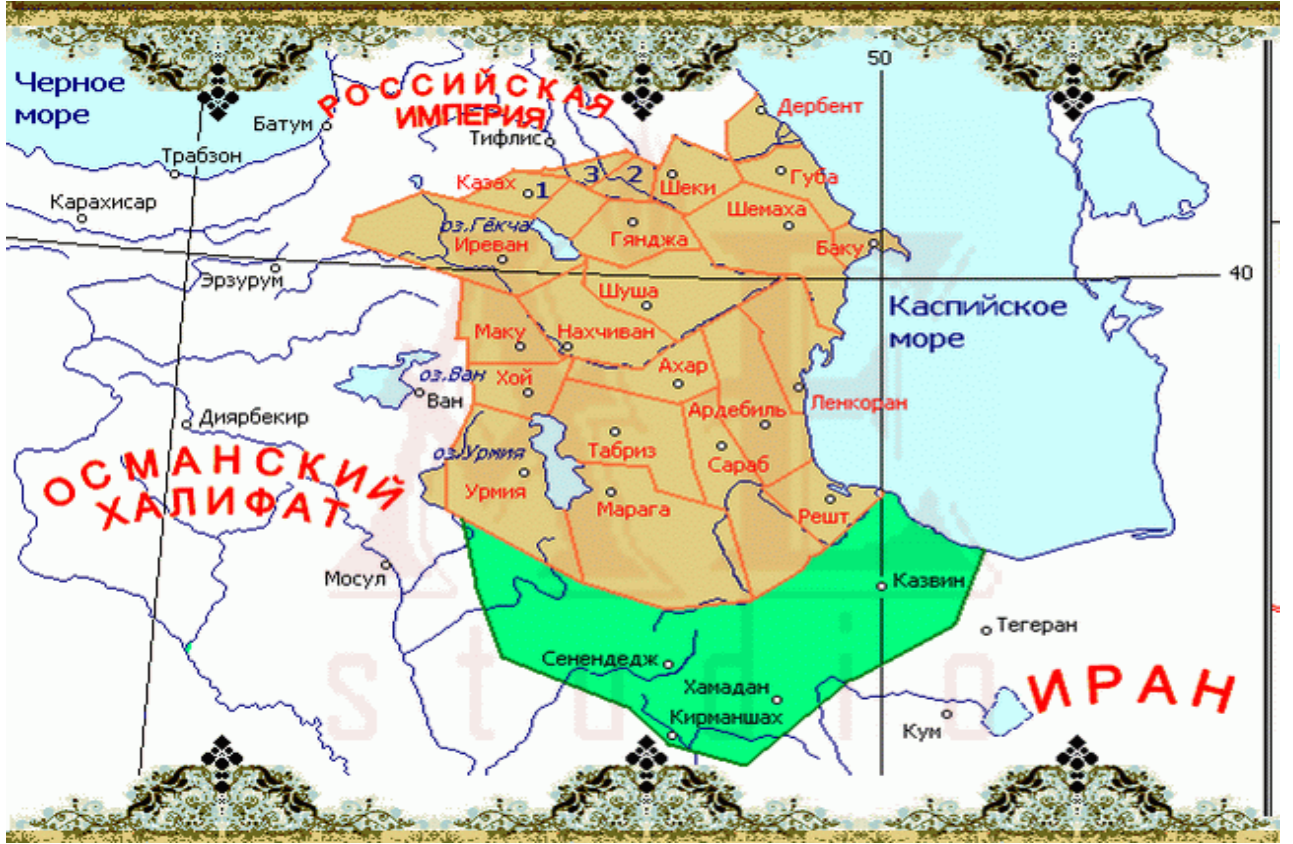 50
Черное
море
РОССИЙСКАЯ
ИМПЕРИЯ
Дербент
Батум
Тифлис
Трабзон
Казах
1
3
2
Шеки
Губа
Карахисар
Шемаха
оз.Гёкча
Гянджа
Иреван
Баку
40
Эрзурум
Шуша
Каспийское
море
Маку
Нахчиван
Ахар
оз.Ван
Хой
Ван
Ленкоран
Диярбекир
Ардебиль
Табриз
оз.Урмия
Сараб
ОСМАНСКИЙ
ХАЛИФАТ
Урмия
Марага
Решт
Мосул
Казвин
Тегеран
Сенендедж
Хамадан
ИРАН
Кирманшах
Кум
studio